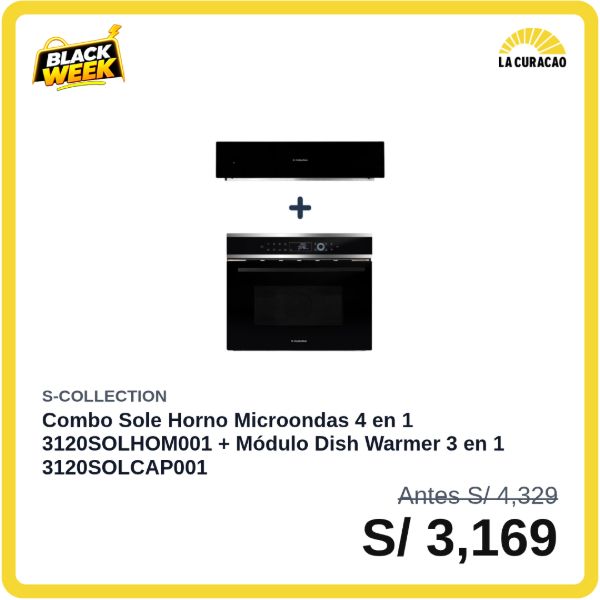 BLACK
WEEK
LA CURACAO
S-COLLECTION
Combo Sole Horno Microondas 4 en 1
3120SOLHOM001 + Módulo Dish Warmer 3 en 1
3120SOLCAP001
Antes S/ 4,329
S/ 3,169